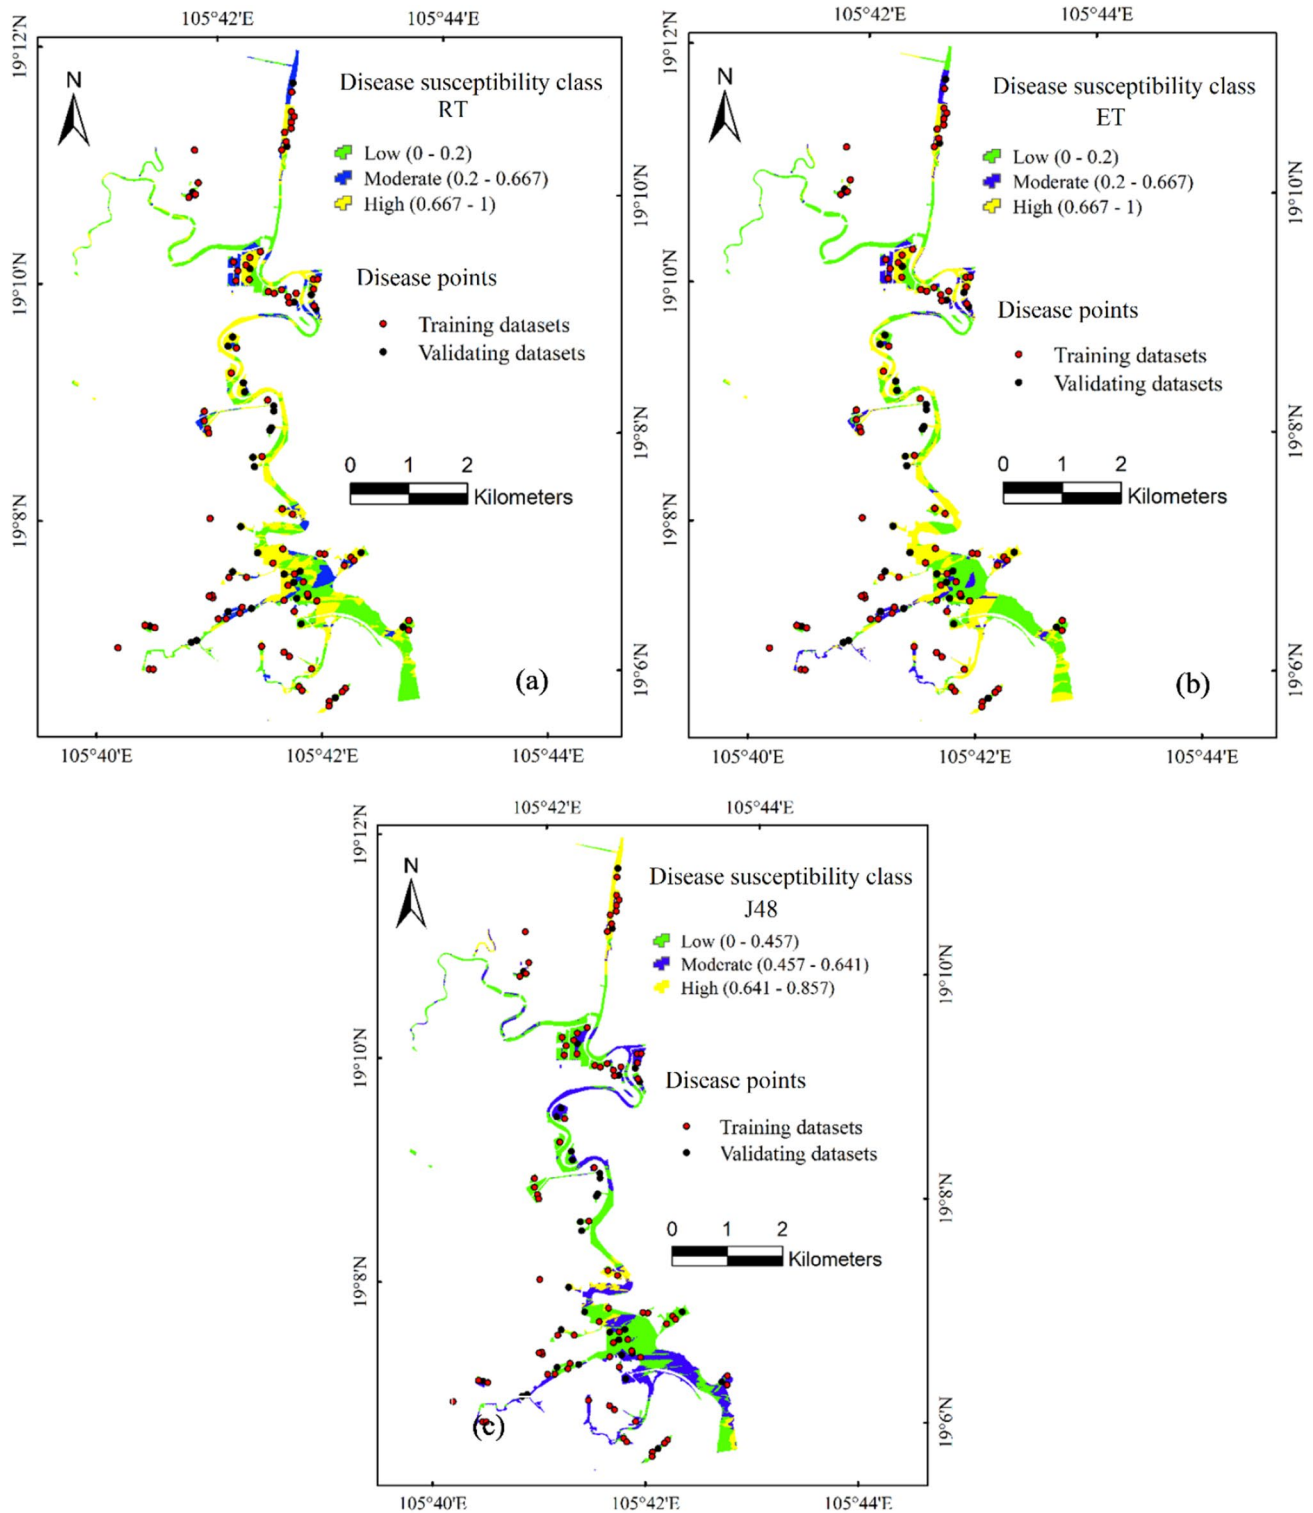 105°42'E
105°44'E
19°12'N
N
Disease susceptibility class
RT
Low (0 - 0.2)
Moderate (0.2 - 0.667)
High (0.667 - 1)
19°10'N
Disease points
19°10'N
Training datasets
Validating datasets
19°8'N
0 1 2
Kilometers
19°8'N
19°6'N
(a)
105°40'E
105°42'E
105°44'E
105°42'E
105°44'E
19°12'N
N
Disease susceptibility class
ET
Low (0 - 0.2)
Moderate (0.2 - 0.667)
High (0.667 - 1)
19°10'N
19°10'N
Disease points
Training datasets
Validating datasets
19°8'N
0 1 2
Kilometers
19°8'N
19°6'N
(b)
105°40'E
105°42'E
105°44'E
105°42'E
105°44'E
19°12'N
N
Disease susceptibility class
J48
Low (0 - 0.457)
Moderate (0.457 - 0.641)
High (0.641 - 0.857)
19°10'N
19°10'N
Disease points
Training datasets
Validating datasets
19°8'N
0 1 2
Kilometers
19°8'N
19°6'N
(c)
105°40'E
105°42'E
105°44'E